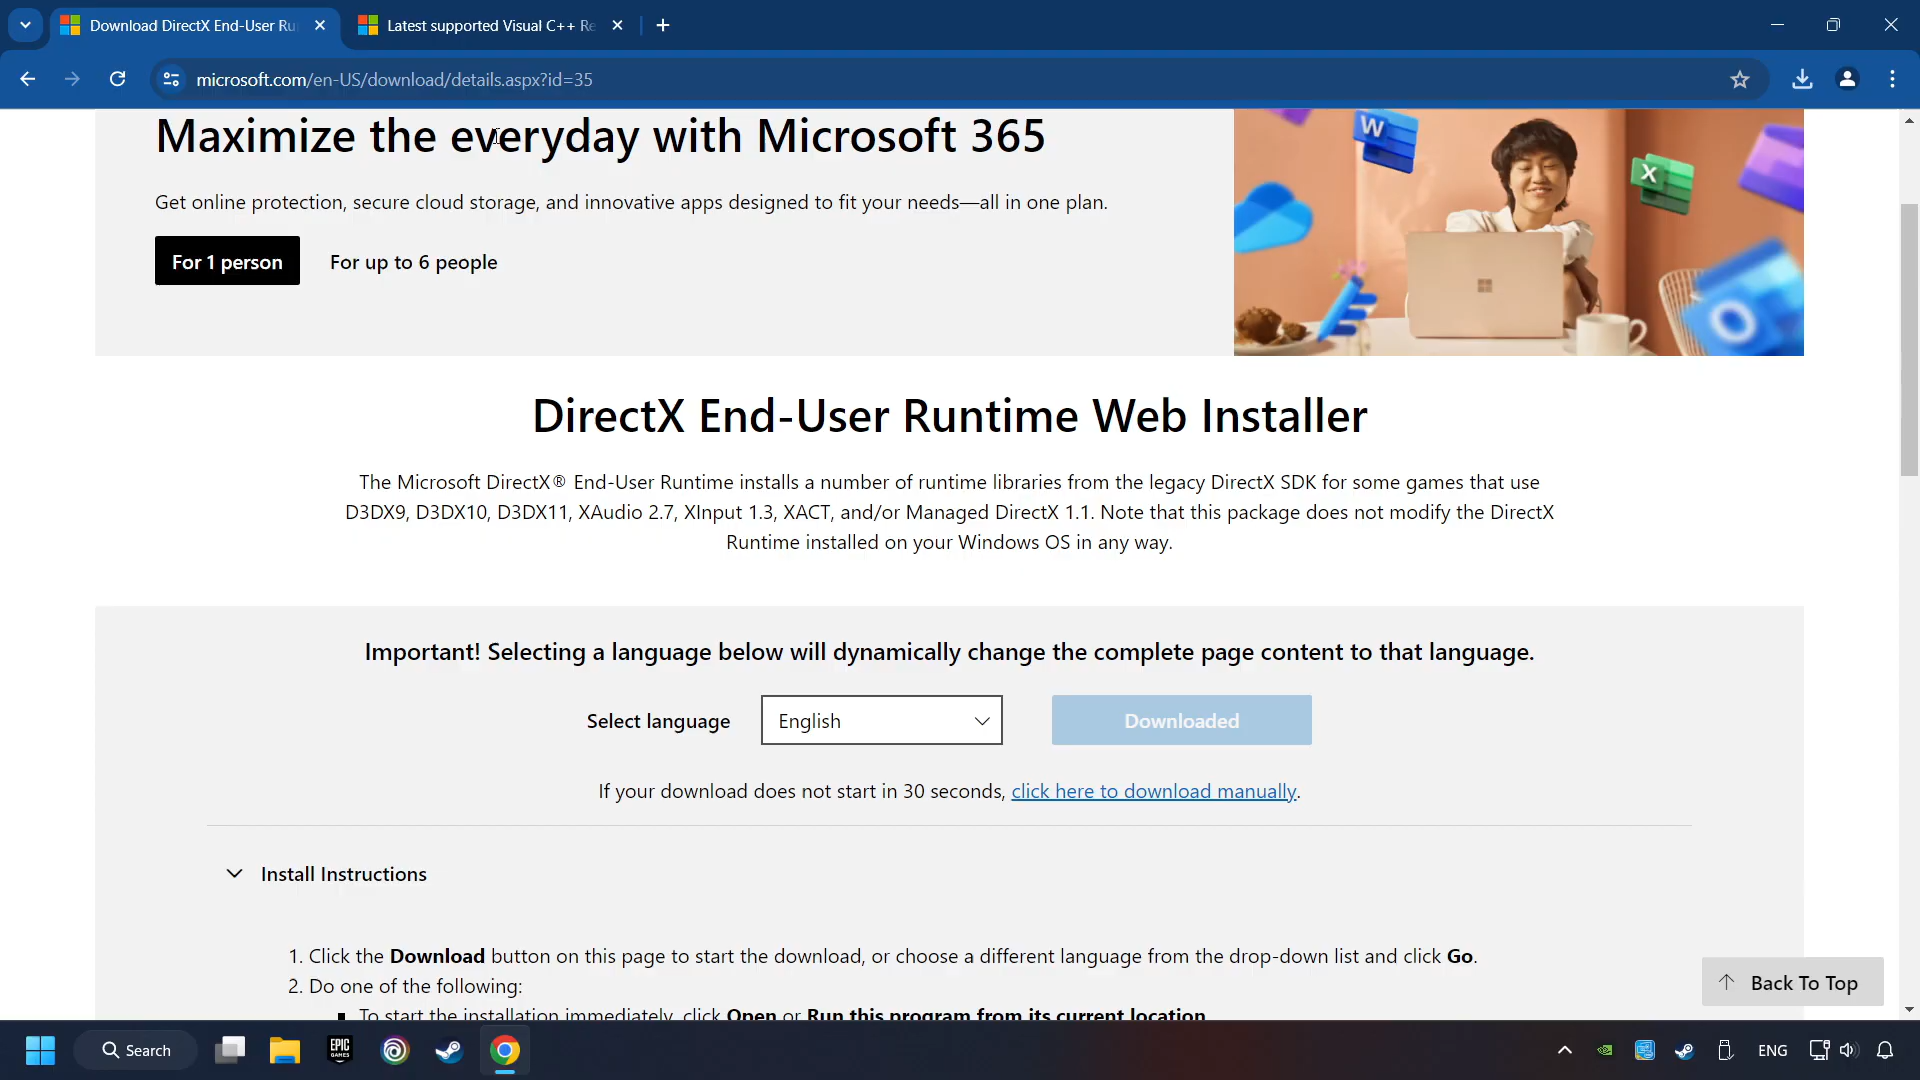 Download DirectX End-User Ru
Latest supported Visual C++ Re
microsoft.com/en-US/download/details.aspx?id=35
Maximize the everyday with Microsoft 365
Get online protection, secure cloud storage, and innovative apps designed to fit your needs—all in one plan.
For 1 person
For up to 6 people
W
X
DirectX End-User Runtime Web Installer
The Microsoft DirectX® End-User Runtime installs a number of runtime libraries from the legacy DirectX SDK for some games that use
D3DX9, D3DX10, D3DX11, XAudio 2.7, XInput 1.3, XACT, and/or Managed DirectX 1.1. Note that this package does not modify the DirectX
Runtime installed on your Windows OS in any way.
Important! Selecting a language below will dynamically change the complete page content to that language.
Select language
English
Downloaded
If your download does not start in 30 seconds, click here to download manually.
Install Instructions
1. Click the Download button on this page to start the download, or choose a different language from the drop-down list and click Go.
2. Do one of the following:
To start the installation immediately, click Open or Run this program from its current location
Back To Top
Search
EPIC
GAMES
ENG